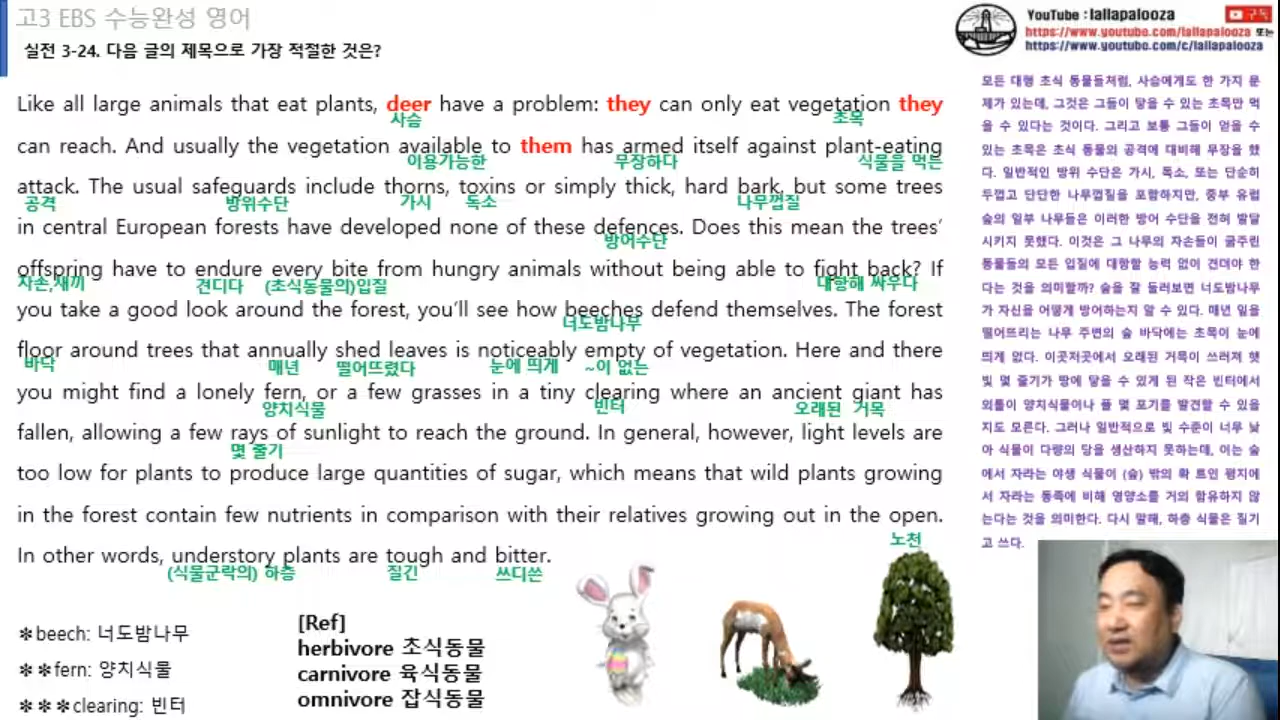 고3 EBS 수능완성 영어
실전 3-24. 다음 글의 제목으로 가장 적절한 것은?
YouTube : lallapalooza
구독
https://www.youtube.com/lallapalooza 또는
https://www.youtube.com/c/lallapalooza
Like all large animals that eat plants, deer have a problem: they can only eat vegetation they
사슴 초목
can reach. And usually the vegetation available to them has armed itself against plant-eating
이용가능한 무장하다 식물을 먹는
attack. The usual safeguards include thorns, toxins or simply thick, hard bark, but some trees
공격 방위수단 가시 독소 나무껍질
in central European forests have developed none of these defences. Does this mean the trees’
방어수단
offspring have to endure every bite from hungry animals without being able to fight back? If
자손,새끼 견디다 (초식동물의)입질 대항해 싸우다
you take a good look around the forest, you’ll see how beeches defend themselves. The forest
너도밤나무
floor around trees that annually shed leaves is noticeably empty of vegetation. Here and there
바닥 매년 떨어뜨렸다 눈에 띄게 ~이 없는
you might find a lonely fern, or a few grasses in a tiny clearing where an ancient giant has
양치식물 빈터 오래된 거목
fallen, allowing a few rays of sunlight to reach the ground. In general, however, light levels are
몇 줄기
too low for plants to produce large quantities of sugar, which means that wild plants growing
in the forest contain few nutrients in comparison with their relatives growing out in the open.
노천
In other words, understory plants are tough and bitter.
(식물군락의) 하층 질긴 쓰디쓴
*beech: 너도밤나무
**fern: 양치식물
***clearing: 빈터
[Ref]
herbivore 초식동물
carnivore 육식동물
omnivore 잡식동물
모든 대형 초식 동물들처럼, 사슴에게도 한 가지 문
제가 있는데, 그것은 그들이 닿을 수 있는 초목만 먹
을 수 있다는 것이다. 그리고 보통 그들이 얻을 수
있는 초목은 초식 동물의 공격에 대비해 무장을 했
다. 일반적인 방위 수단은 가시, 독소, 또는 단순히
두껍고 단단한 나무껍질을 포함하지만, 중부 유럽
숲의 일부 나무들은 이러한 방어 수단을 전혀 발달
시키지 못했다. 이것은 그 나무의 자손들이 굶주린
동물들의 모든 입질에 대항할 능력 없이 견뎌야 한
다는 것을 의미할까? 숲을 잘 둘러보면 너도밤나무
가 자신을 어떻게 방어하는지 알 수 있다. 매년 잎을
떨어뜨리는 나무 주변의 숲 바닥에는 초목이 눈에
띄게 없다. 이곳저곳에서 오래된 거목이 쓰러져 햇
빛 몇 줄기가 땅에 닿을 수 있게 된 작은 빈터에서
외톨이 양치식물이나 풀 몇 포기를 발견할 수 있을
지도 모른다. 그러나 일반적으로 빛 수준이 너무 낮
아 식물이 다량의 당을 생산하지 못하는데, 이는 숲
에서 자라는 야생 식물이 (숲) 밖의 확 트인 평지에
서 자라는 동족에 비해 영양소를 거의 함유하지 않
는다는 것을 의미한다. 다시 말해, 하층 식물은 질기
고 쓰다.